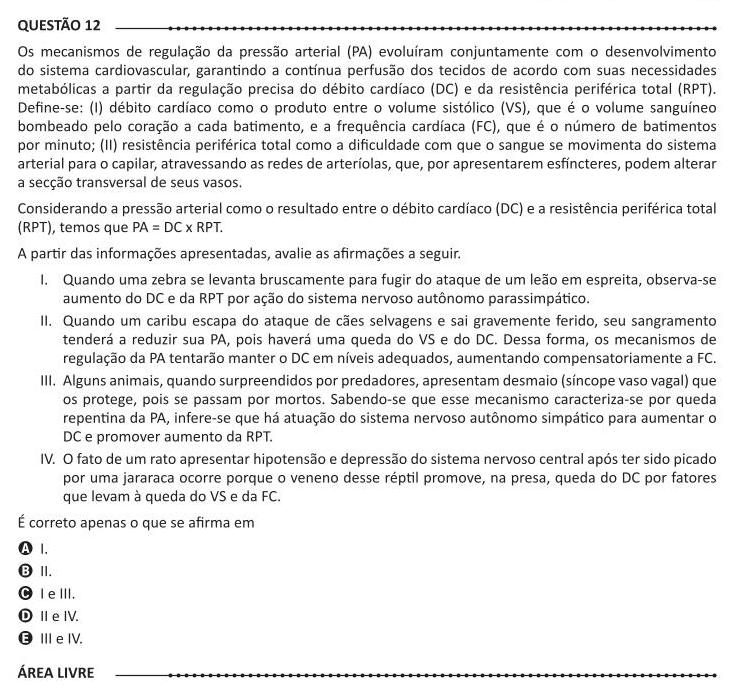 QUESTÃO 12
Os mecanismos de regulação da pressão arterial (PA) evoluíram conjuntamente com o desenvolvimento
do sistema cardiovascular, garantindo a contínua perfusão dos tecidos de acordo com suas necessidades
metabólicas a partir da regulação precisa do débito cardíaco (DC) e da resistência periférica total (RPT).
Define-se: (I) débito cardíaco como o produto entre o volume sistólico (VS), que é o volume sanguíneo
bombeado pelo coração a cada batimento, e a frequência cardíaca (FC), que é o número de batimentos
por minuto; (II) resistência periférica total como a dificuldade com que o sangue se movimenta do sistema
arterial para o capilar, atravessando as redes de arteríolas, que, por apresentarem esfíncteres, podem alterar
a secção transversal de seus vasos.
Considerando a pressão arterial como o resultado entre o débito cardíaco (DC) e a resistência periférica total
(RPT), temos que PA = DC x RPT.
A partir das informações apresentadas, avalie as afirmações a seguir.
I. Quando uma zebra se levanta bruscamente para fugir do ataque de um leão em espreita, observa-se
aumento do DC e da RPT por ação do sistema nervoso autônomo parassimpático.
II. Quando um caribu escapa do ataque de cães selvagens e sai gravemente ferido, seu sangramento
tenderá a reduzir sua PA, pois haverá uma queda do VS e do DC. Dessa forma, os mecanismos de
regulação da PA tentarão manter o DC em níveis adequados, aumentando compensatoriamente a FC.
III. Alguns animais, quando surpreendidos por predadores, apresentam desmaio (síncope vaso vagal) que
os protege, pois se passam por mortos. Sabendo-se que esse mecanismo caracteriza-se por queda
repentina da PA, infere-se que há atuação do sistema nervoso autônomo simpático para aumentar o
DC e promover aumento da RPT.
IV. O fato de um rato apresentar hipotensão e depressão do sistema nervoso central após ter sido picado
por uma jararaca ocorre porque o veneno desse réptil promove, na presa, queda do DC por fatores
que levam à queda do VS e da FC.
É correto apenas o que se afirma em
A I.
B II.
C I e III.
D II e IV.
E III e IV.
ÁREA LIVRE